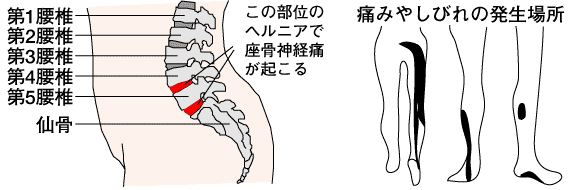 第1腰椎
第2腰椎
第3腰椎
第4腰椎
第5腰椎
仙骨
この部位の
ヘルニアで
座骨神経痛
が起こる
痛みやしびれの発生場所